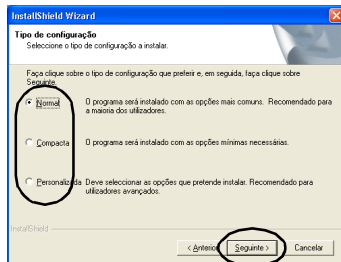 InstallShield Wizard
Tipo de configuração
Seleccione o tipo de configuração a instalar.
Faça clique sobre o tipo de configuração que preferir e, em seguida, faça clique sobre
Seguinte.
Normal O programa será instalado com as opções mais comuns. Recomendado para
a maioria dos utilizadores.
Compacta O programa será instalado com as opções mínimas necessárias.
Personalizada Deve seleccionar as opções que pretende instalar. Recomendado para
utilizadores avançados.
InstallShield
< Anterior Seguinte > Cancelar